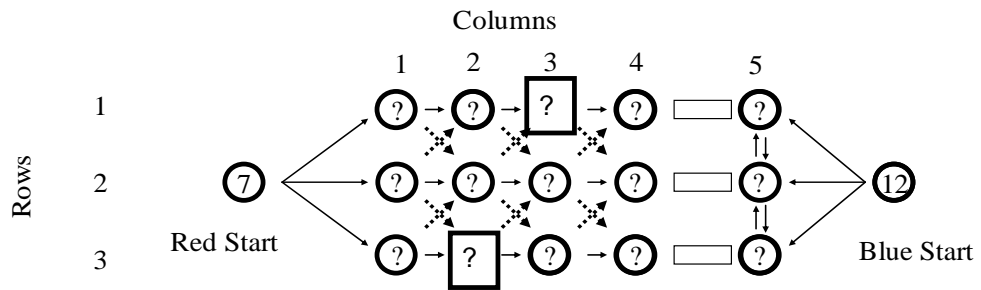 Columns
1 2 3 4 5
1 ? ? ? ? ?
Rows
2 7 ? ? ? ? ? 12
Red Start
Blue Start
3 ? ? ? ? ?